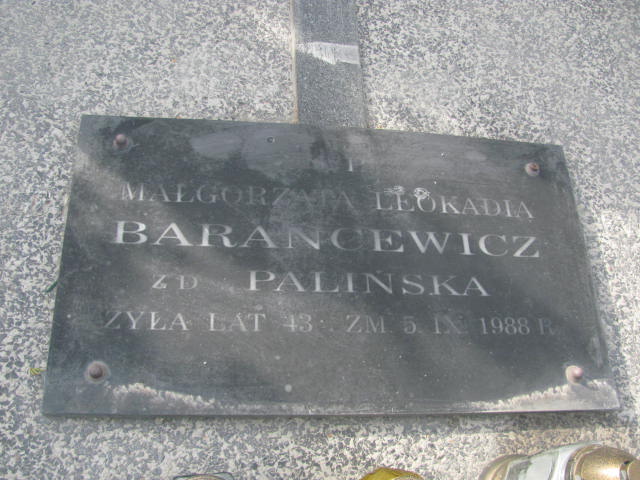 MAŁGORZATA LEOKADIA
BARANCEWICZ
ZD PALIŃSKA
ŻYŁA LAT 43. ZM 5. IX. 1988 R.